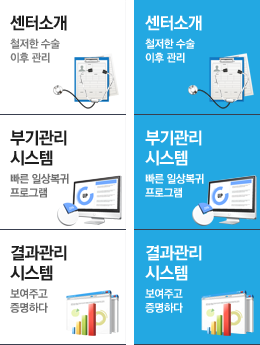 센터소개
철저한 수술
이후 관리
센터소개
철저한 수술
이후 관리
부기관리
시스템
빠른 일상복귀
프로그램
부기관리
시스템
빠른 일상복귀
프로그램
결과관리
시스템
보여주고
증명하다
결과관리
시스템
보여주고
증명하다